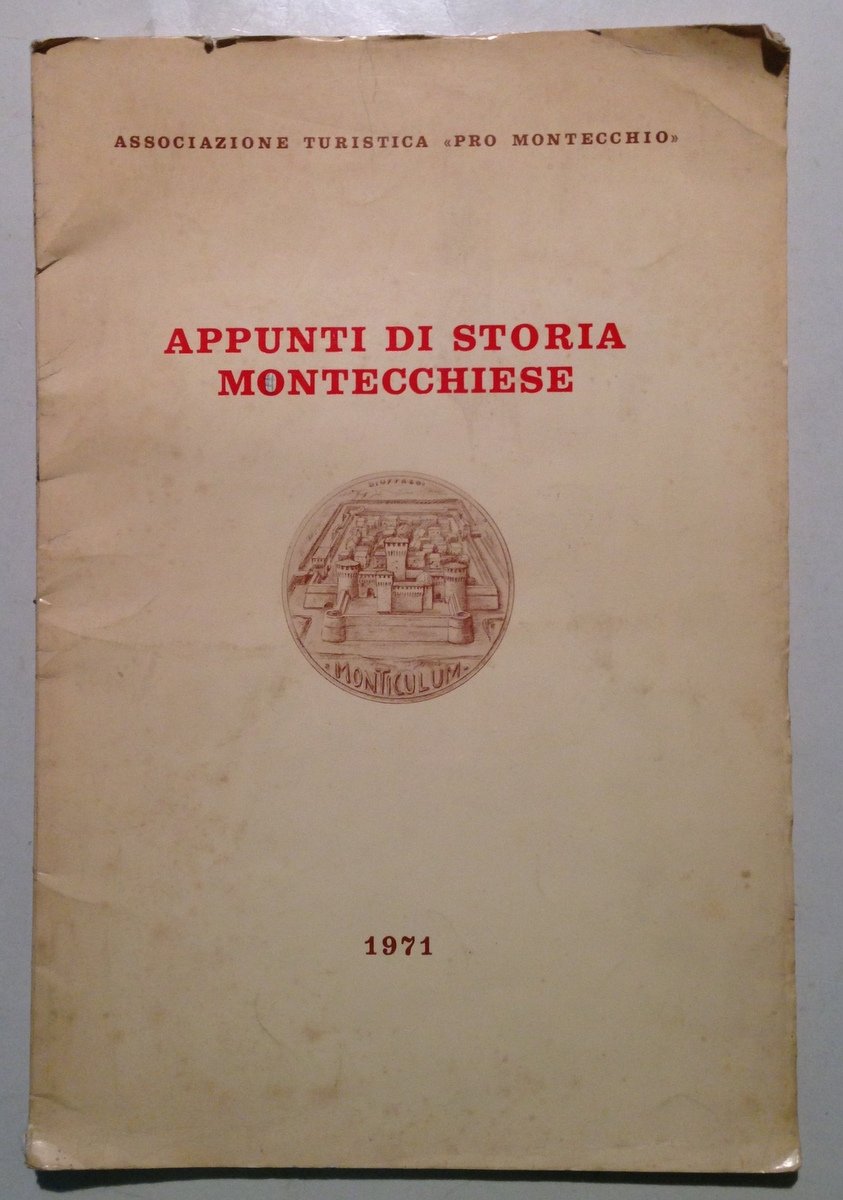 ASSOCIAZIONE TURISTICA «PRO MONTECCHIO»
APPUNTI DI STORIA
MONTECCHIESE
MONTICULUM
1971